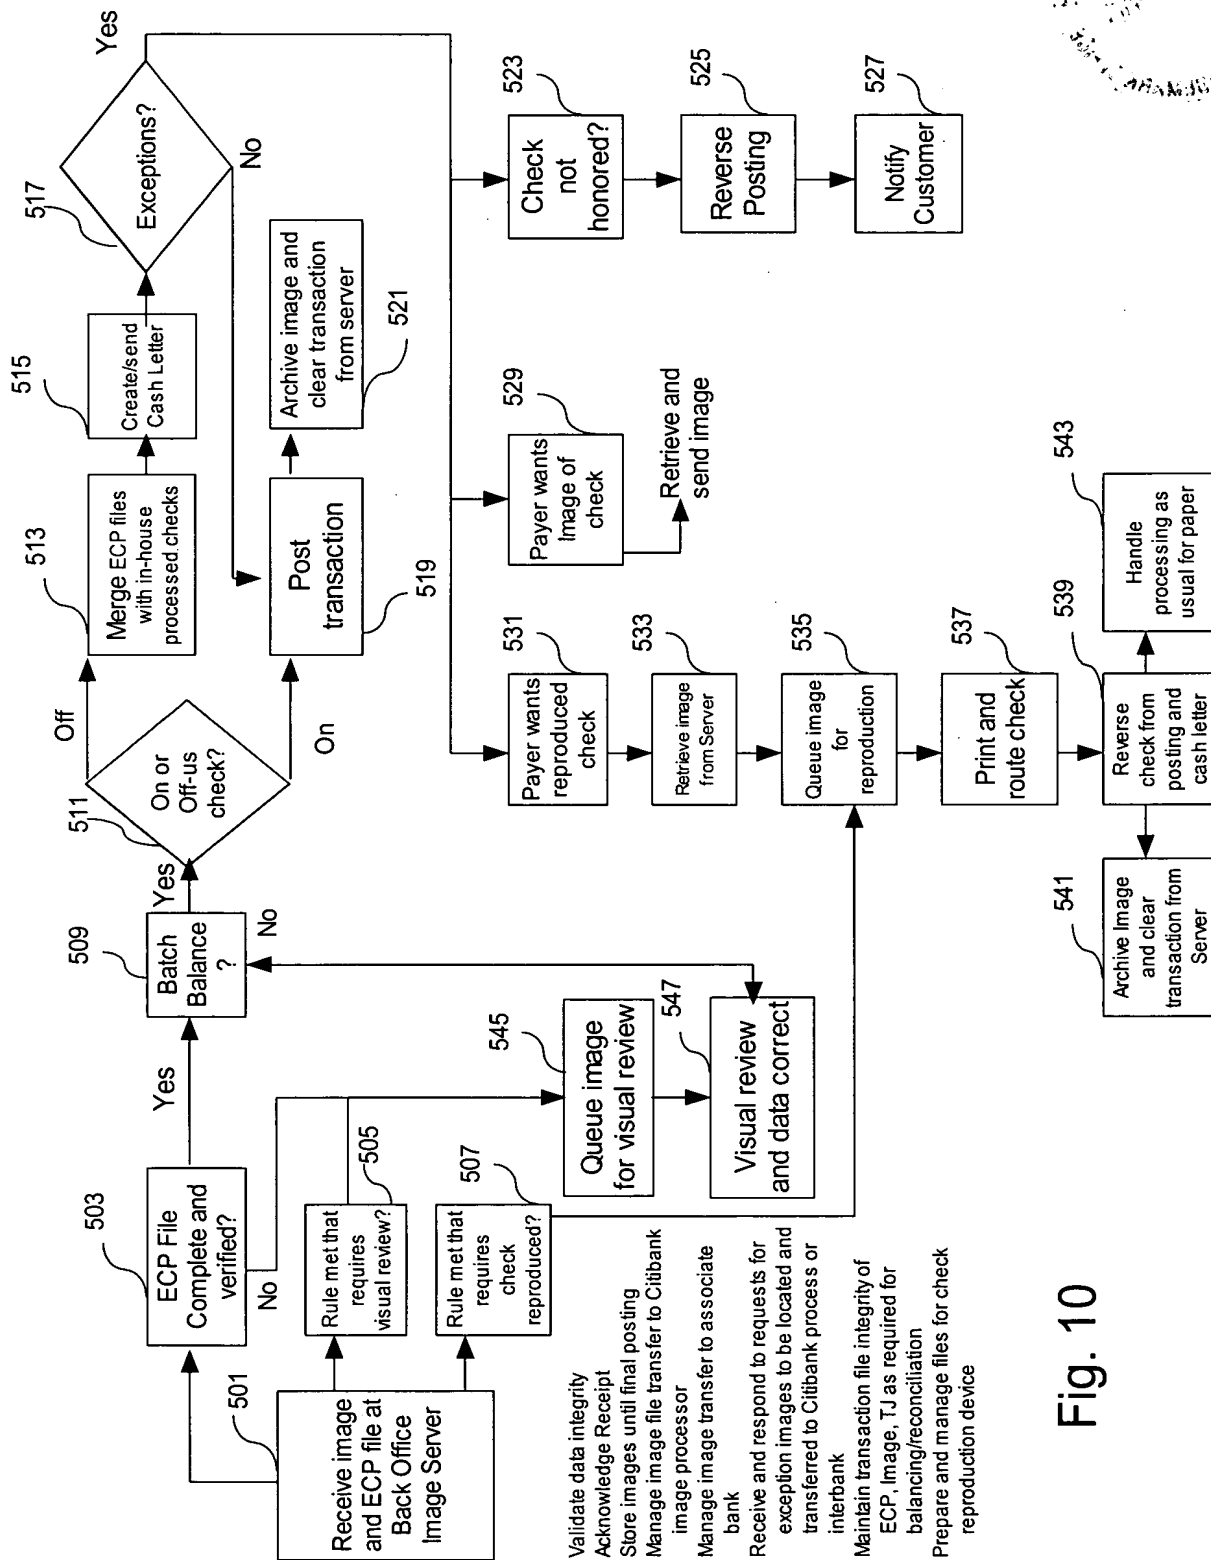 501
Receive image
and ECP file at
Back Office
Image Server
503
ECP File
Complete and
verified?
Yes
No
505
Rule met that
requires
visual review?
507
Rule met that
requires
check
reproduced?
509
Batch
Balance
?
Yes
No
511
On or
Off-us
check?
Off
On
513
Merge ECP files
with in-house
processed.checks
515
Create/send
Cash Letter
517
Exceptions?
Yes
No
Post
transaction
519
Archive image and
clear transaction
from server
521
523
Check
not
honored?
525
Reverse
Posting
527
Notify
Customer
529
Payer wants
Image of
check
Retrieve and
send image
531
Payer wants
reproduced
check
533
Retrieve image
from Server
535
Queue image
for
reproduction
537
Print and
route check
539
Reverse
check from
posting and
cash letter
541
Archive Image
and clear
transaction from
Server
543
Handle
processing as
usual for paper
545
Queue image
for visual review
547
Visual review
and data correct
Validate data integrity
Acknowledge Receipt
Store images until final posting
Manage file transfer to Citibank
image processor
Manage image transfer to associate
bank
Receive and respond to requests for
exception images to be located and
transferred to Citibank process or
interbank
Maintain transaction file integrity of
ECP, Image, TJ as required for
balancing/reconciliation
Prepare and manage files for check
reproduction device
Fig. 10